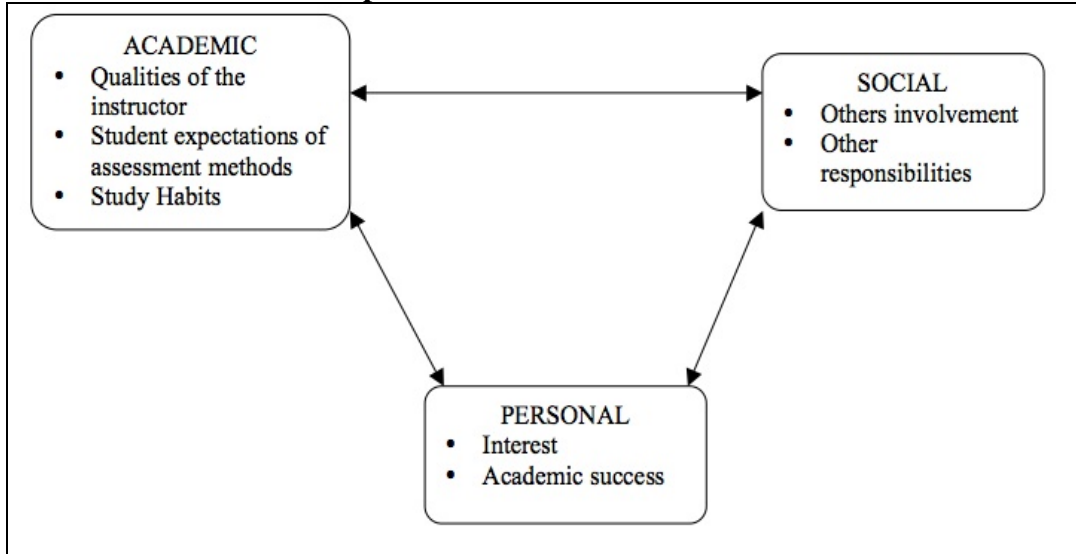 ACADEMIC
• Qualities of the
instructor
• Student expectations of
assessment methods
• Study Habits
SOCIAL
• Others involvement
• Other
responsibilities
PERSONAL
• Interest
• Academic success